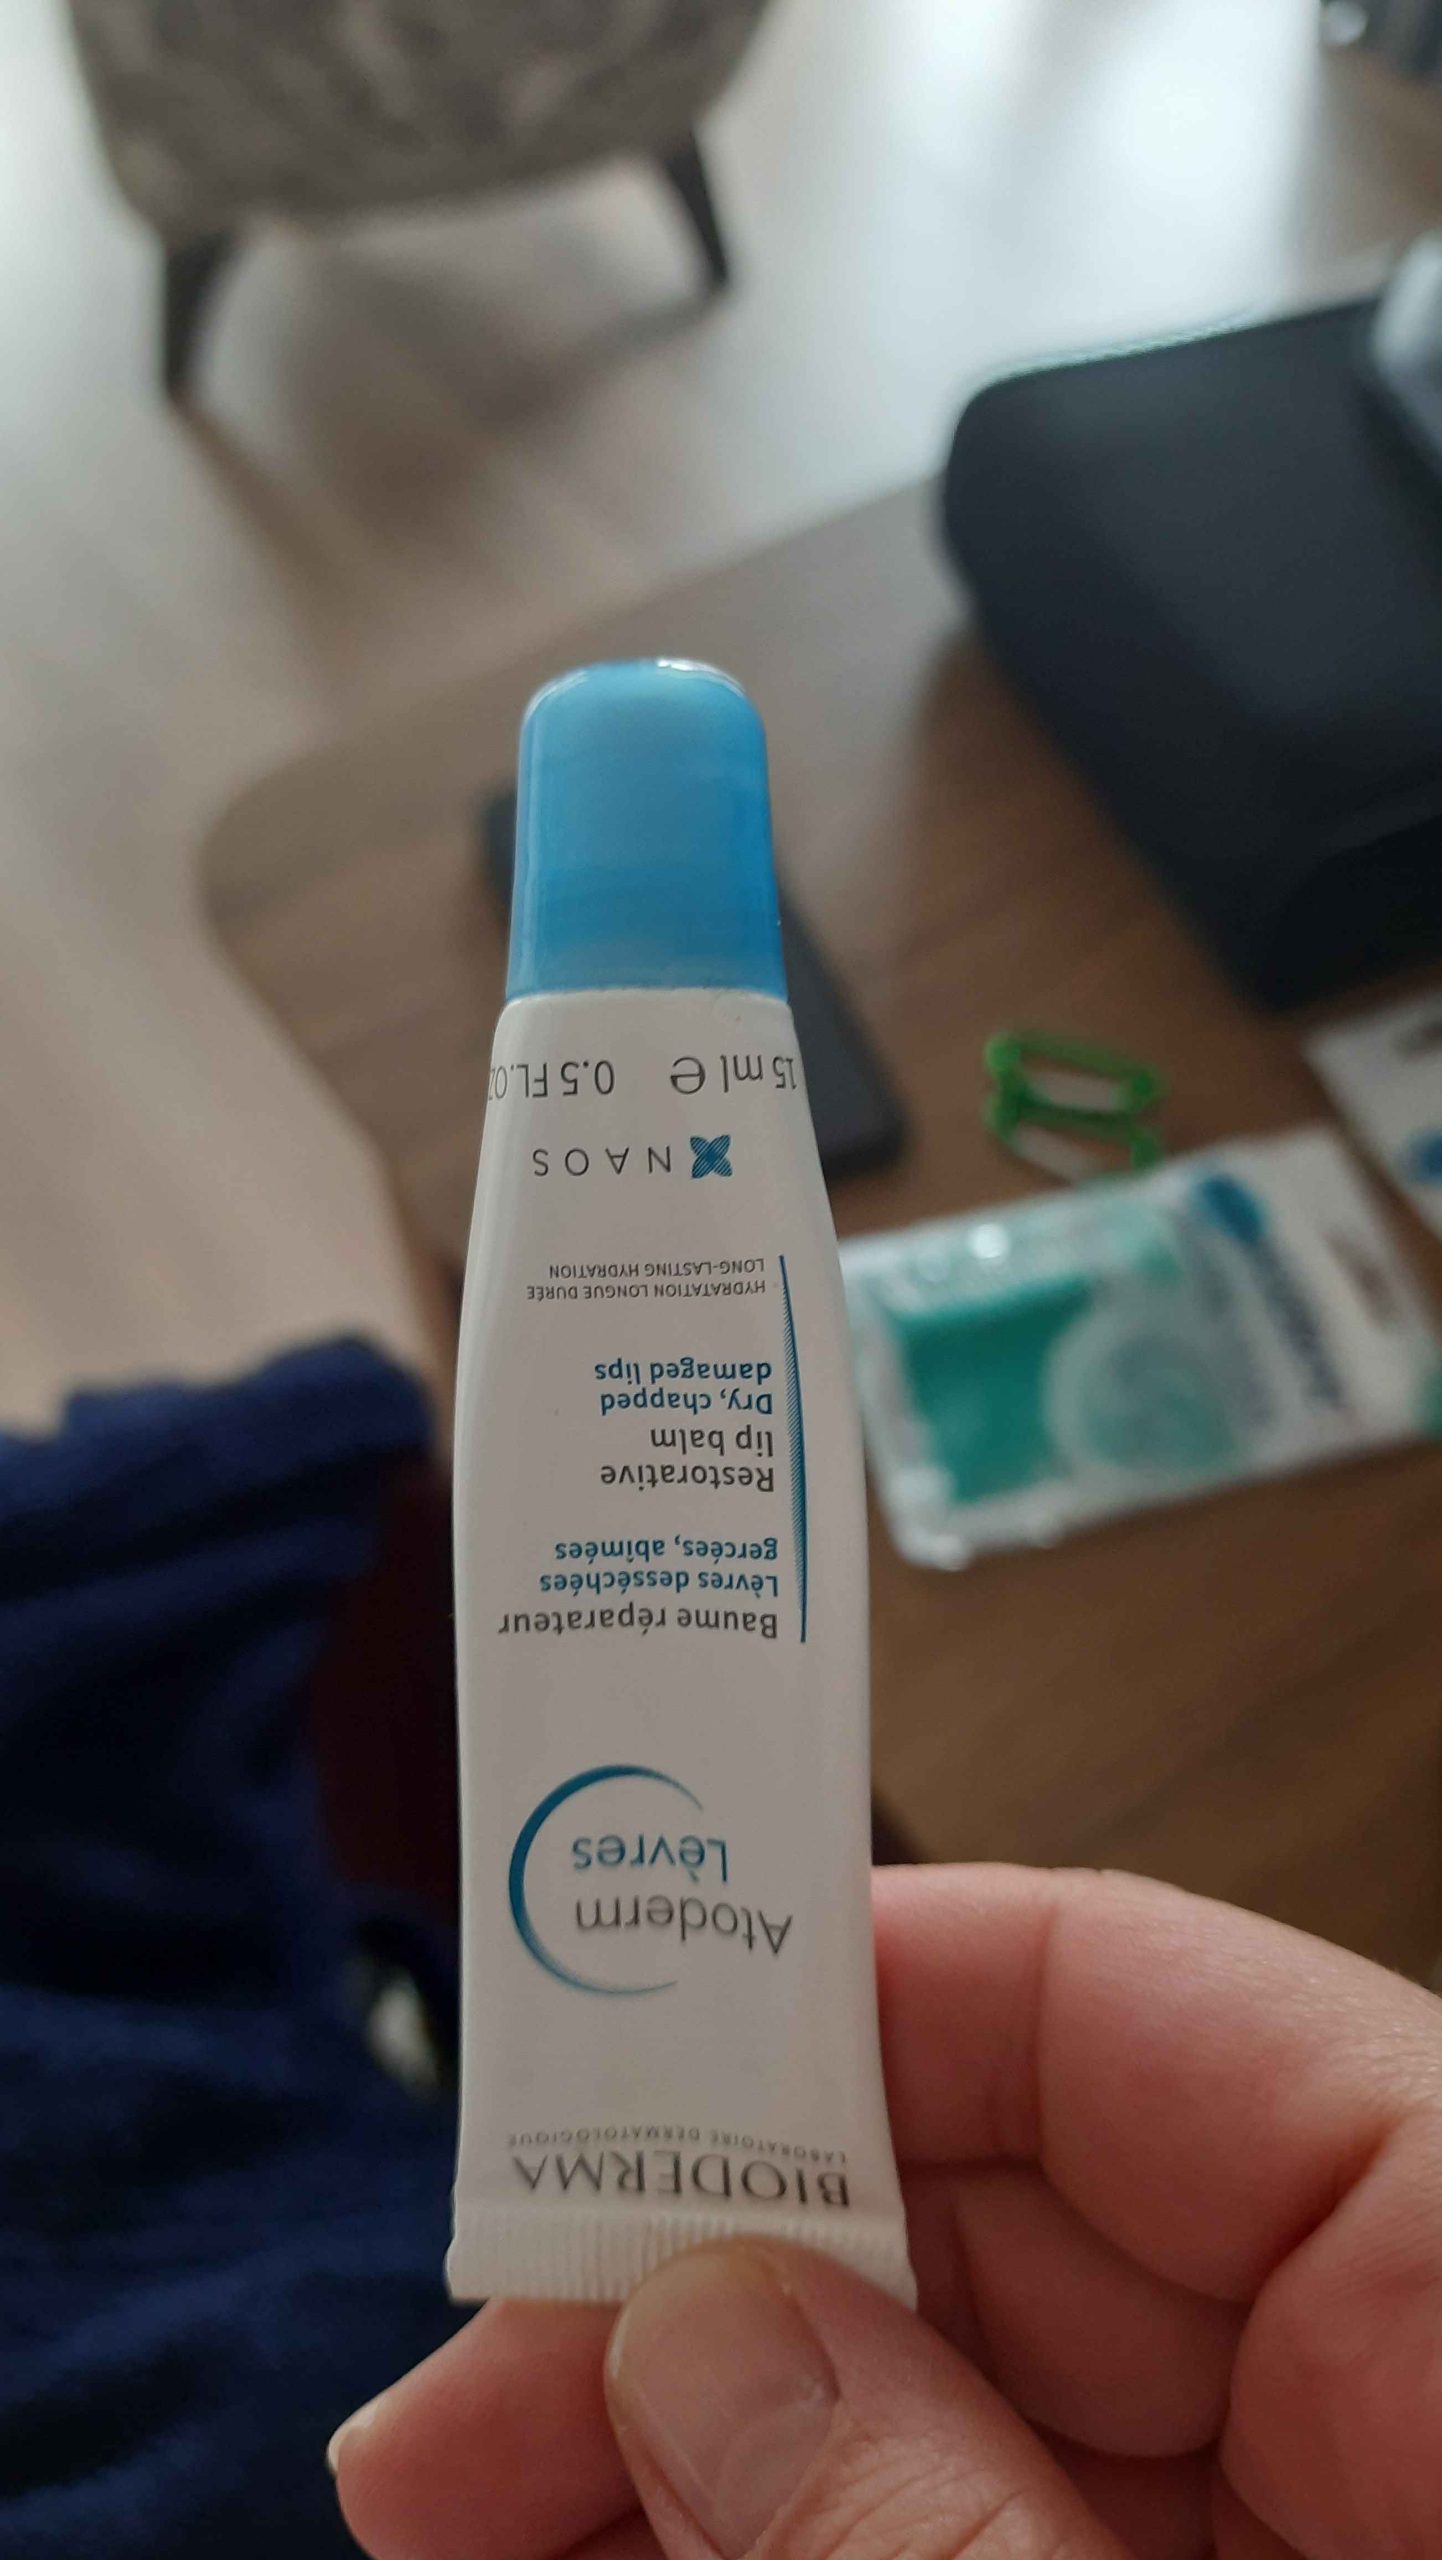 BIODERMA
LABORATOIRE DERMATOLOGIQUE
Atoderm
Lèvres
Baume réparateur
Lèvres desséchées
gercées, abîmées
Restorative
lip balm
Dry, chapped
damaged lips
HYDRATATION LONGUE DURÉE
LONG-LASTING HYDRATION
NAOS
15 ml e 0.5 FL.OZ